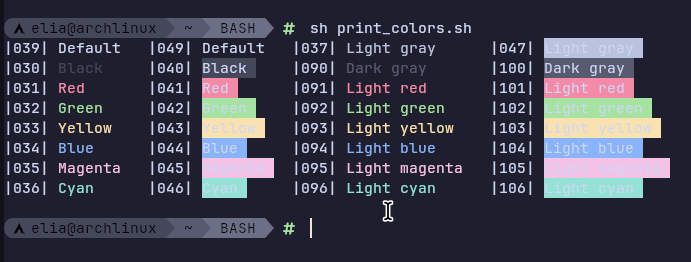 elia@archlinux ~ BASH # sh print_colors.sh
|039| Default |049| Default |037| Light gray |047| Light gray
|030| Black |040| Black |090| Dark gray |100| Dark gray
|031| Red |041| Red |091| Light red |101| Light red
|032| Green |042| Green |092| Light green |102| Light green
|033| Yellow |043| Yellow |093| Light yellow |103| Light yellow
|034| Blue |044| Blue |094| Light blue |104| Light blue
|035| Magenta |045| Magenta |095| Light magenta |105| Light magenta
|036| Cyan |046| Cyan |096| Light cyan |106| Light cyan
elia@archlinux ~ BASH #